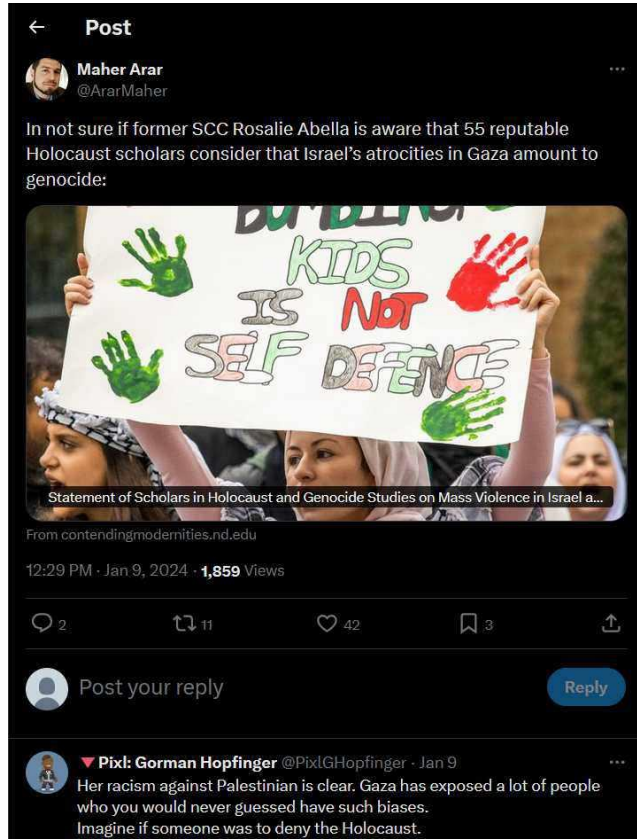 Post
Maher Arar
@ArarMaher
In not sure if former SCC Rosalie Abella is aware that 55 reputable
Holocaust scholars consider that Israel's atrocities in Gaza amount to
genocide:
BOMBING
KIDS
IS NOT
SELF DEFENCE
Statement of Scholars in Holocaust and Genocide Studies on Mass Violence in Israel a...
From contendingmodernities.nd.edu
12:29 PM · Jan 9, 2024 · 1,859 Views
2 11 42 3
Post your reply
Reply
Pixl: Gorman Hopfinger @PixlGHopfinger · Jan 9
Her racism against Palestinian is clear. Gaza has exposed a lot of people
who you would never guessed have such biases.
Imagine if someone was to deny the Holocaust.